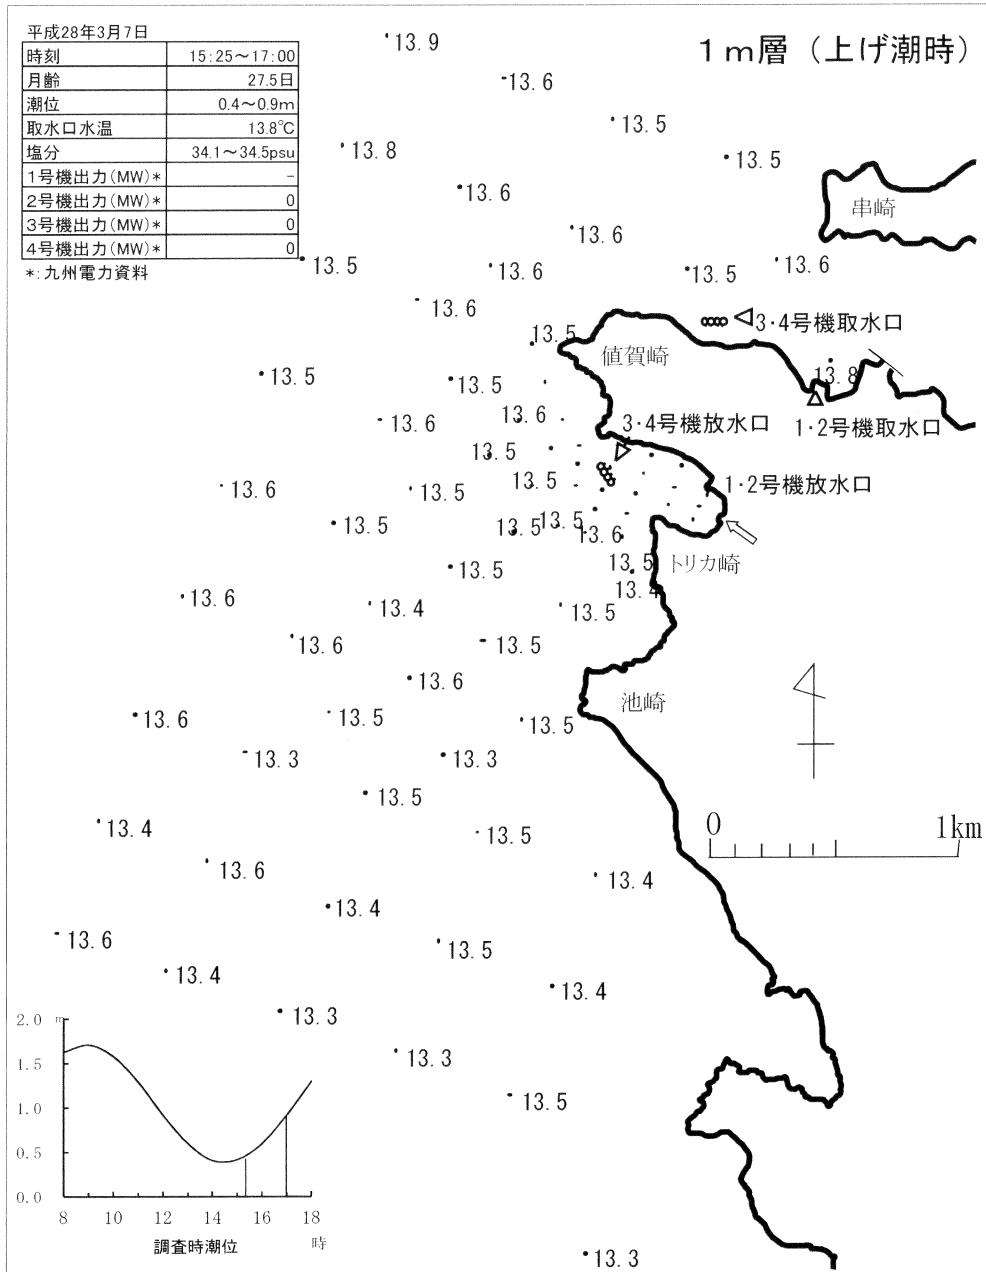 平成28年3月7日
1m層（上げ潮時）
時刻 15:25～17:00
月齢 27.5日
潮位 0.4～0.9m
取水口水温 13.8℃
塩分 34.1～34.5psu
1号機出力(MW)* －
2号機出力(MW)* 0
3号機出力(MW)* 0
4号機出力(MW)* 0
*:九州電力資料
13.9
13.6
13.5
13.8
13.5
13.6
串崎
13.6
13.5
13.6
13.5
13.6
13.6
3・4号機取水口
13.5
値賀崎
13.5
13.5
13.8
13.6
13.6
3・4号機放水口
1・2号機取水口
13.5
13.6
13.5
13.5
1・2号機放水口
13.5
13.5
13.5
13.6
13.5
13.5
トリカ崎
13.4
13.6
13.4
13.5
13.6
13.5
13.6
池崎
13.6
13.5
13.5
13.3
13.3
13.5
0 1km
13.4
13.5
13.6
13.4
13.4
13.6
13.5
13.4
13.4
13.3
13.3
13.5
13.3
2.0 m
1.5
1.0
0.5
0.0
8 10 12 14 16 18
調査時潮位 時